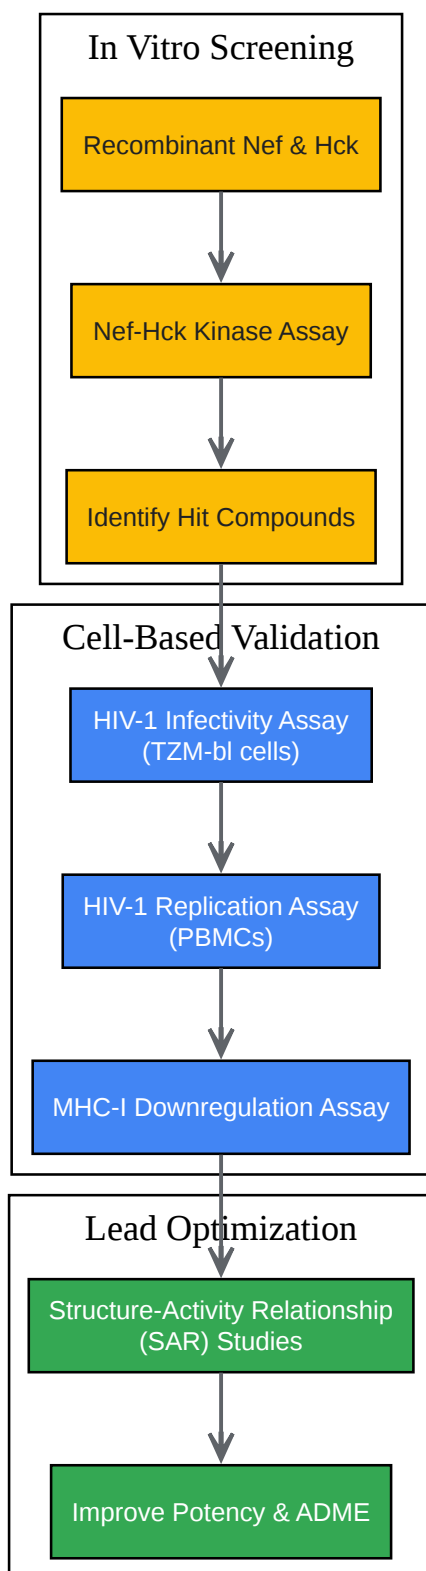 In Vitro Screening
Recombinant Nef & Hck
Nef-Hck Kinase Assay
Identify Hit Compounds
Cell-Based Validation
HIV-1 Infectivity Assay
(TZM-bl cells)
HIV-1 Replication Assay
(PBMCs)
MHC-I Downregulation Assay
Lead Optimization
Structure-Activity Relationship
(SAR) Studies
Improve Potency & ADME